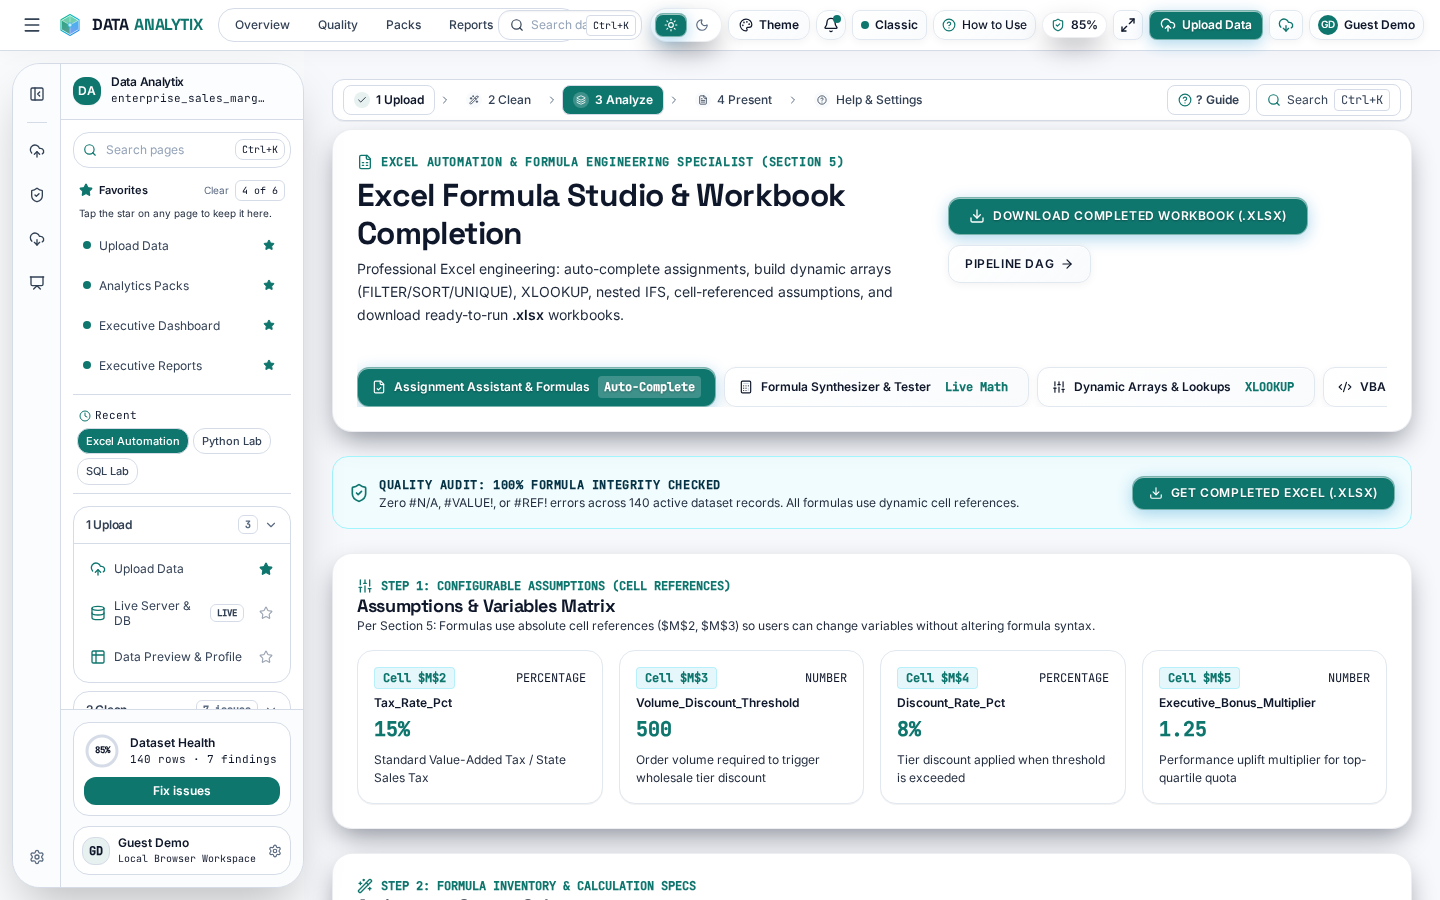 DATA ANALYTIX
Overview
Quality
Packs
Reports
Search da
Ctrl+K
Theme
Classic
How to Use
85%
Upload Data
GD
Guest Demo
DA
Data Analytix
enterprise_sales_marg…
Search pages
Ctrl+K
Favorites
Clear
4 of 6
Tap the star on any page to keep it here.
Upload Data
Analytics Packs
Executive Dashboard
Executive Reports
Recent
Excel Automation
Python Lab
SQL Lab
1 Upload
3
Upload Data
Live Server & DB
LIVE
Data Preview & Profile
2 Clean
7 issues
85%
Dataset Health
140 rows · 7 findings
Fix issues
GD
Guest Demo
Local Browser Workspace
1 Upload
2 Clean
3 Analyze
4 Present
Help & Settings
? Guide
Search
Ctrl+K
EXCEL AUTOMATION & FORMULA ENGINEERING SPECIALIST (SECTION 5)
Excel Formula Studio & Workbook
Completion
Professional Excel engineering: auto-complete assignments, build dynamic arrays
(FILTER/SORT/UNIQUE), XLOOKUP, nested IFS, cell-referenced assumptions, and
download ready-to-run .xlsx workbooks.
DOWNLOAD COMPLETED WORKBOOK (.XLSX)
PIPELINE DAG
Assignment Assistant & Formulas
Auto-Complete
Formula Synthesizer & Tester
Live Math
Dynamic Arrays & Lookups
XLOOKUP
VBA
QUALITY AUDIT: 100% FORMULA INTEGRITY CHECKED
Zero #N/A, #VALUE!, or #REF! errors across 140 active dataset records. All formulas use dynamic cell references.
GET COMPLETED EXCEL (.XLSX)
STEP 1: CONFIGURABLE ASSUMPTIONS (CELL REFERENCES)
Assumptions & Variables Matrix
Per Section 5: Formulas use absolute cell references ($M$2, $M$3) so users can change variables without altering formula syntax.
Cell $M$2
PERCENTAGE
Tax_Rate_Pct
15%
Standard Value-Added Tax / State
Sales Tax
Cell $M$3
NUMBER
Volume_Discount_Threshold
500
Order volume required to trigger
wholesale tier discount
Cell $M$4
PERCENTAGE
Discount_Rate_Pct
8%
Tier discount applied when threshold
is exceeded
Cell $M$5
NUMBER
Executive_Bonus_Multiplier
1.25
Performance uplift multiplier for top-
quartile quota
STEP 2: FORMULA INVENTORY & CALCULATION SPECS